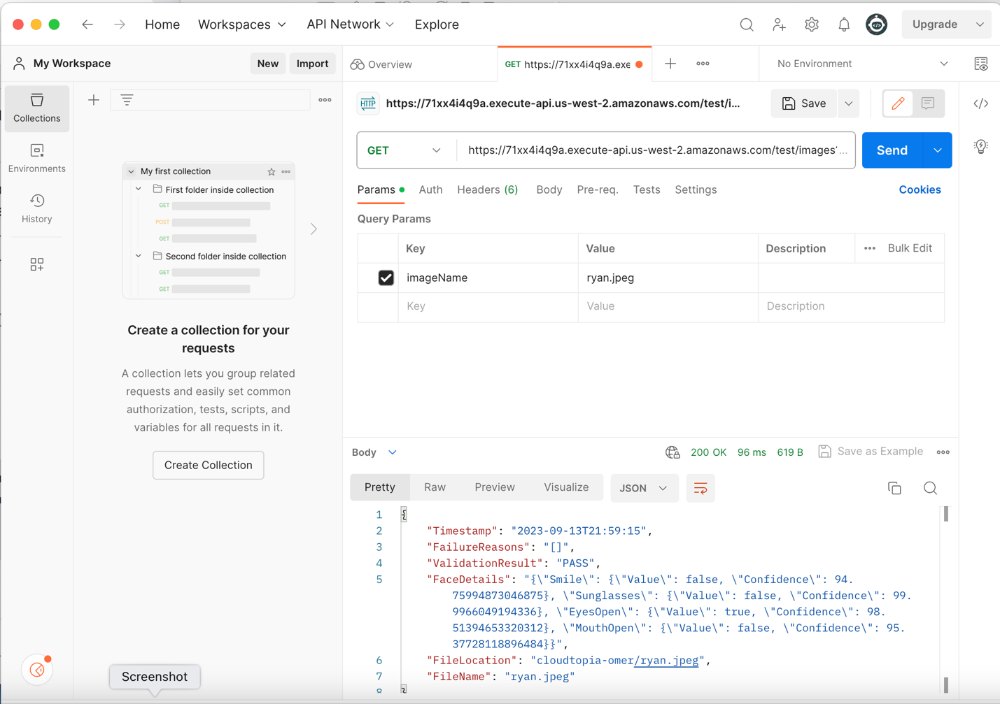 Home
Workspaces
API Network
Explore
Upgrade
My Workspace
New
Import
Overview
GET https://71xx4i4q9a.exe
No Environment
Collections
Environments
History
My first collection
First folder inside collection
GET
POST
GET
Second folder inside collection
GET
GET
Create a collection for your
requests
A collection lets you group related
requests and easily set common
authorization, tests, scripts, and
variables for all requests in it.
Create Collection
Screenshot
HTTP
https://71xx4i4q9a.execute-api.us-west-2.amazonaws.com/test/i...
Save
GET
https://71xx4i4q9a.execute-api.us-west-2.amazonaws.com/test/images? ...
Send
Params
Auth
Headers (6)
Body
Pre-req.
Tests
Settings
Cookies
Query Params
Key
Value
Description
Bulk Edit
imageName
ryan.jpeg
Key
Value
Description
Body
200 OK
96 ms
619 B
Save as Example
Pretty
Raw
Preview
Visualize
JSON
1 {
2 "Timestamp": "2023-09-13T21:59:15",
3 "FailureReasons": "[]",
4 "ValidationResult": "PASS",
5 "FaceDetails": "{\"Smile\": {\"Value\": false, \"Confidence\": 94.
75994873046875}, \"Sunglasses\": {\"Value\": false, \"Confidence\": 99.
9966049194336}, \"EyesOpen\": {\"Value\": true, \"Confidence\": 98.
51394653320312}, \"MouthOpen\": {\"Value\": false, \"Confidence\": 95.
37728118896484}}",
6 "FileLocation": "cloudtopia-omer/ryan.jpeg",
7 "FileName": "ryan.jpeg"
8 }